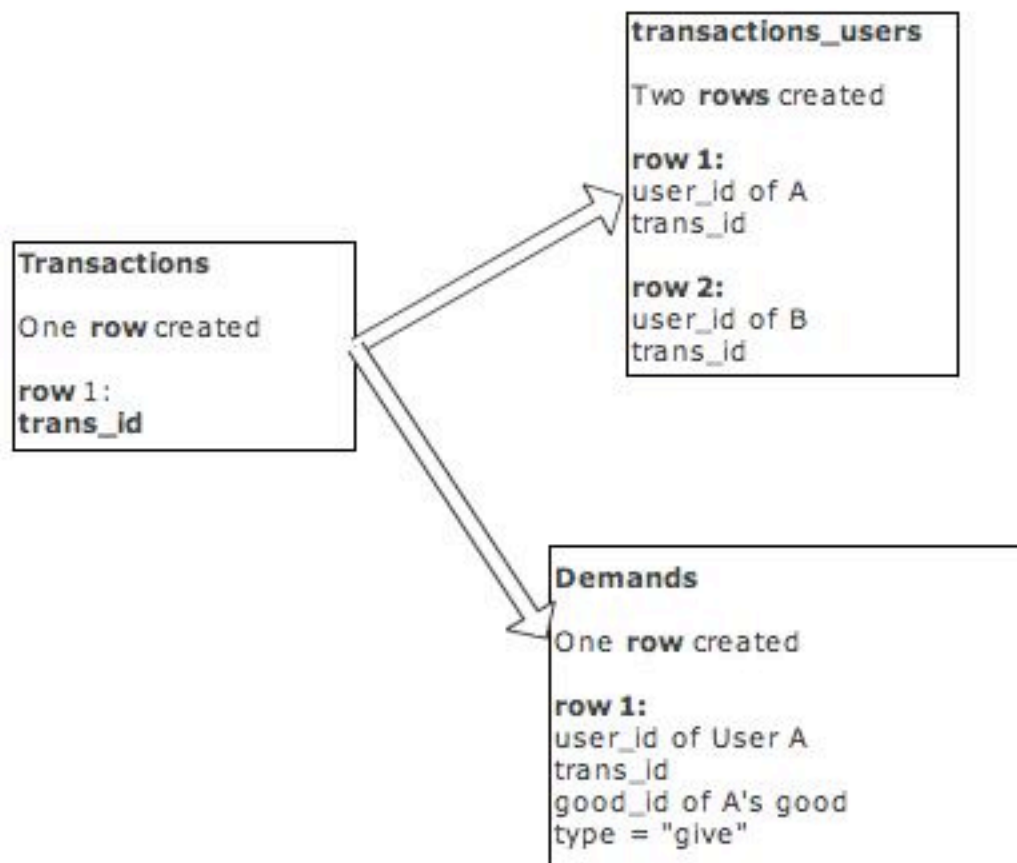 transactions_users
Two rows created
row 1:
user_id of A
trans_id
row 2:
user_id of B
trans_id
Transactions
One row created
row 1:
trans_id
Demands
One row created
row 1:
user_id of User A
trans_id
good_id of A's good
type = "give"